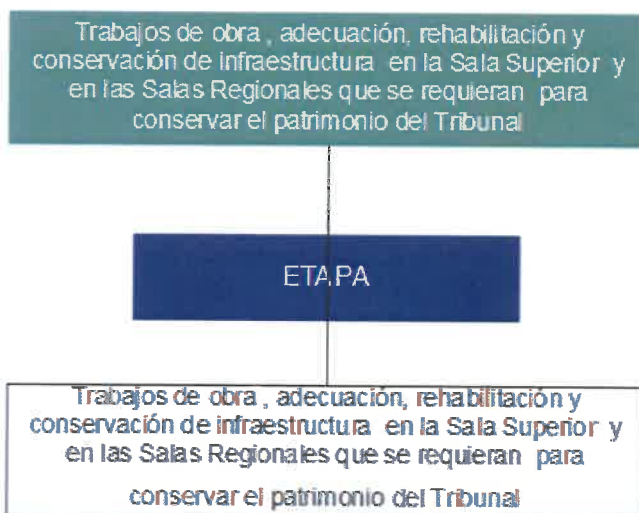 Trabajos de obra , adecuación, rehabilitación y
conservación de infraestructura en la Sala Superior y
en las Salas Regionales que se requieran para
conservar el patrimonio del Tribunal
ETAPA
Trabajos de obra , adecuación, rehabilitación y
conservación de infraestructura en la Sala Superior y
en las Salas Regionales que se requieran para
conservar el patrimonio del Tribunal